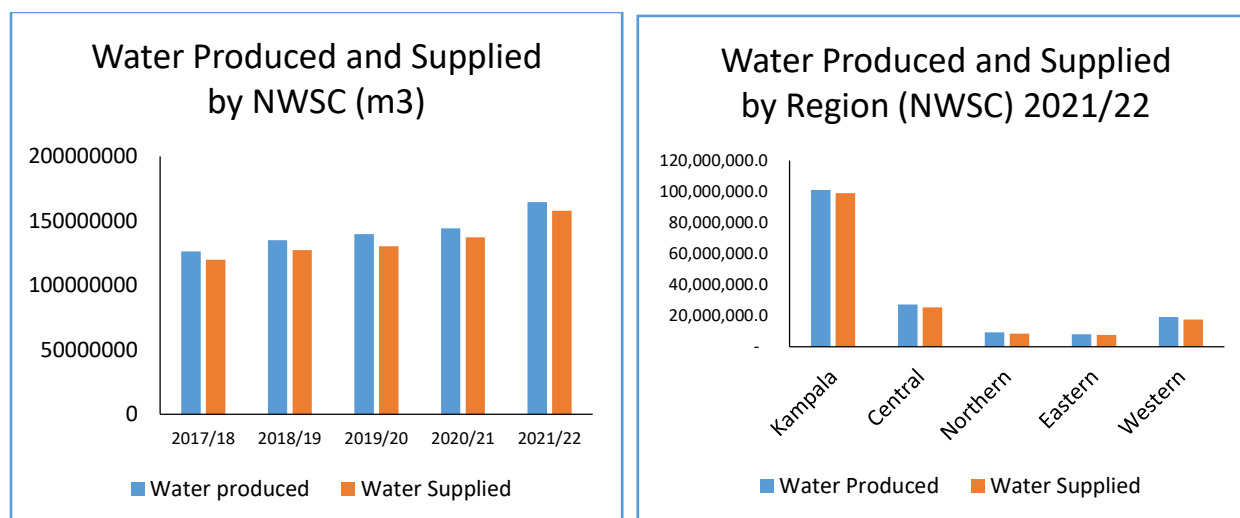 Water Produced and Supplied
by NWSC (m3)
200000000
150000000
100000000
50000000
0
2017/18 2018/19 2019/20 2020/21 2021/22
Water produced Water Supplied
Water Produced and Supplied
by Region (NWSC) 2021/22
120,000,000.0
100,000,000.0
80,000,000.0
60,000,000.0
40,000,000.0
20,000,000.0
-
Kampala Central Northern Eastern Western
Water Produced Water Supplied